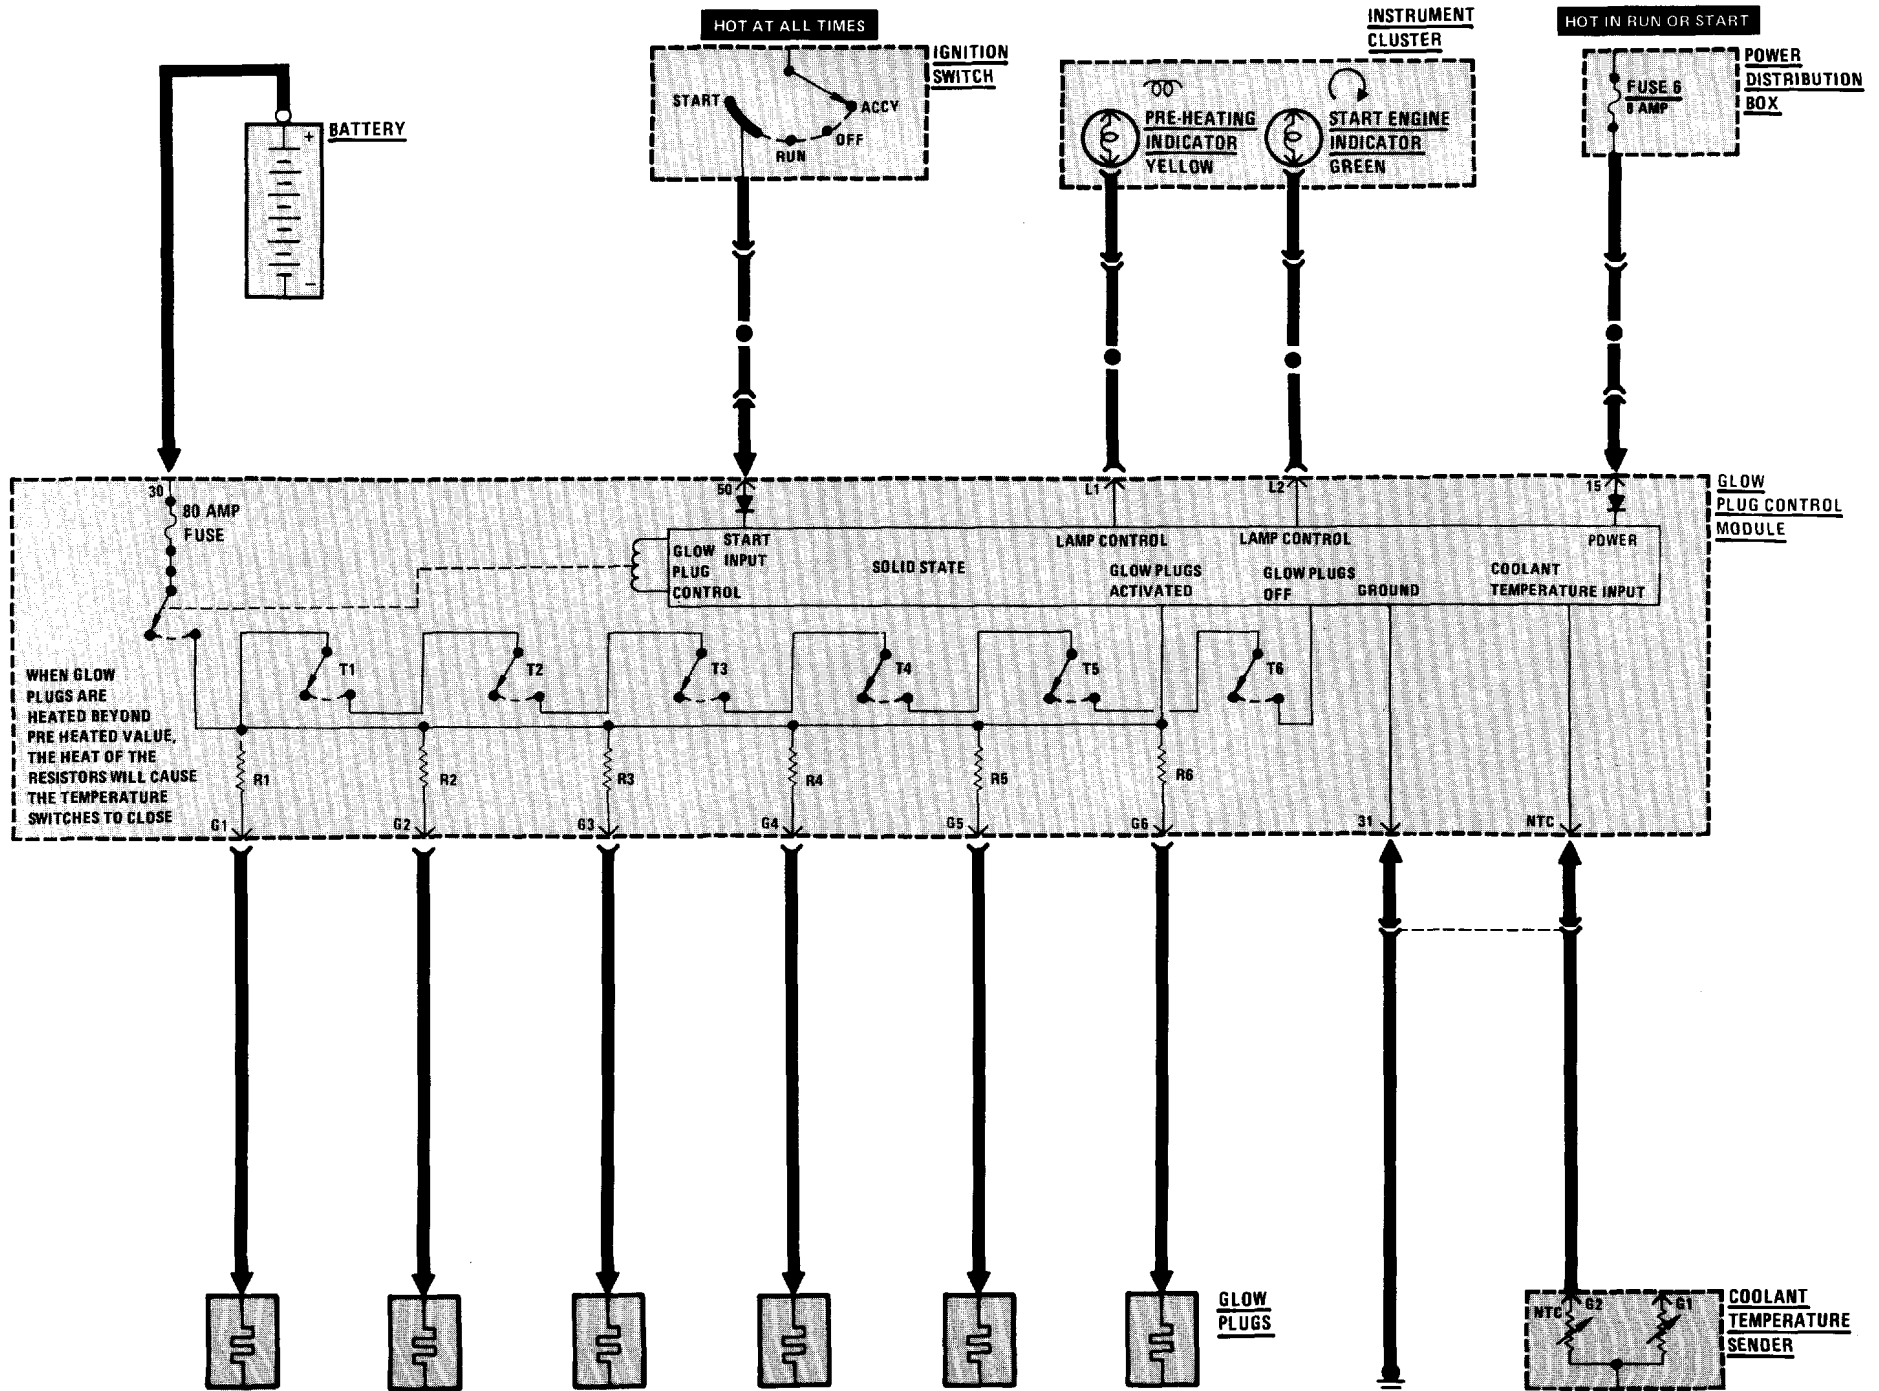 HOT AT ALL TIMES
IGNITION
SWITCH
START
ACCY
OFF
RUN
INSTRUMENT
CLUSTER
PRE-HEATING
INDICATOR
YELLOW
START ENGINE
INDICATOR
GREEN
HOT IN RUN OR START
FUSE 6
8 AMP
POWER
DISTRIBUTION
BOX
BATTERY
+
−
30
80 AMP
FUSE
50
L1
L2
15
GLOW
PLUG CONTROL
MODULE
START
INPUT
GLOW
PLUG
CONTROL
SOLID STATE
LAMP CONTROL
LAMP CONTROL
POWER
GLOW PLUGS
ACTIVATED
GLOW PLUGS
OFF
GROUND
COOLANT
TEMPERATURE INPUT
T1
T2
T3
T4
T5
T6
WHEN GLOW
PLUGS ARE
HEATED BEYOND
PRE HEATED VALUE,
THE HEAT OF THE
RESISTORS WILL CAUSE
THE TEMPERATURE
SWITCHES TO CLOSE
R1
R2
R3
R4
R5
R6
G1
G2
G3
G4
G5
G6
31
NTC
GLOW
PLUGS
NTC
G2
G1
COOLANT
TEMPERATURE
SENDER